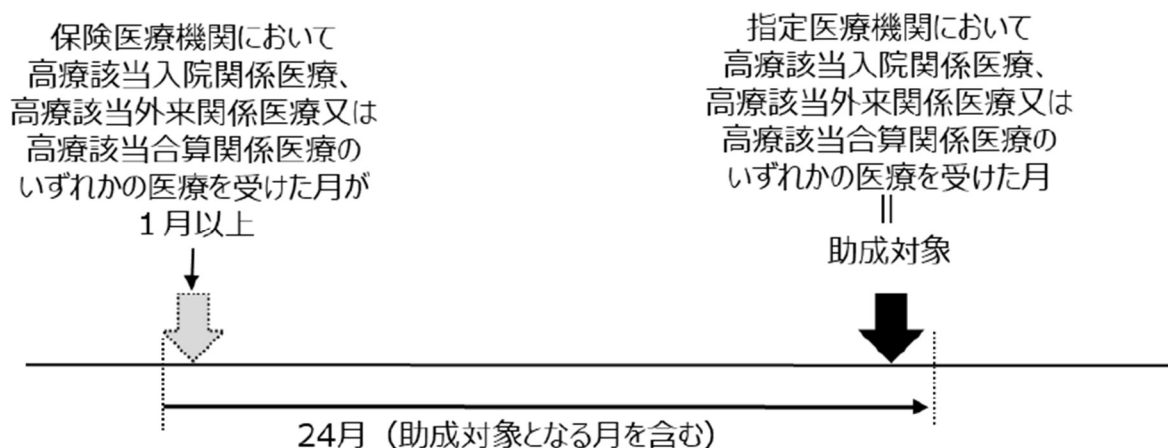 保険医療機関において
高療該当入院関係医療、
高療該当外来関係医療又は
高療該当合算関係医療の
いずれかの医療を受けた月が
１月以上
指定医療機関において
高療該当入院関係医療、
高療該当外来関係医療又は
高療該当合算関係医療の
いずれかの医療を受けた月
||
助成対象
24月（助成対象となる月を含む）